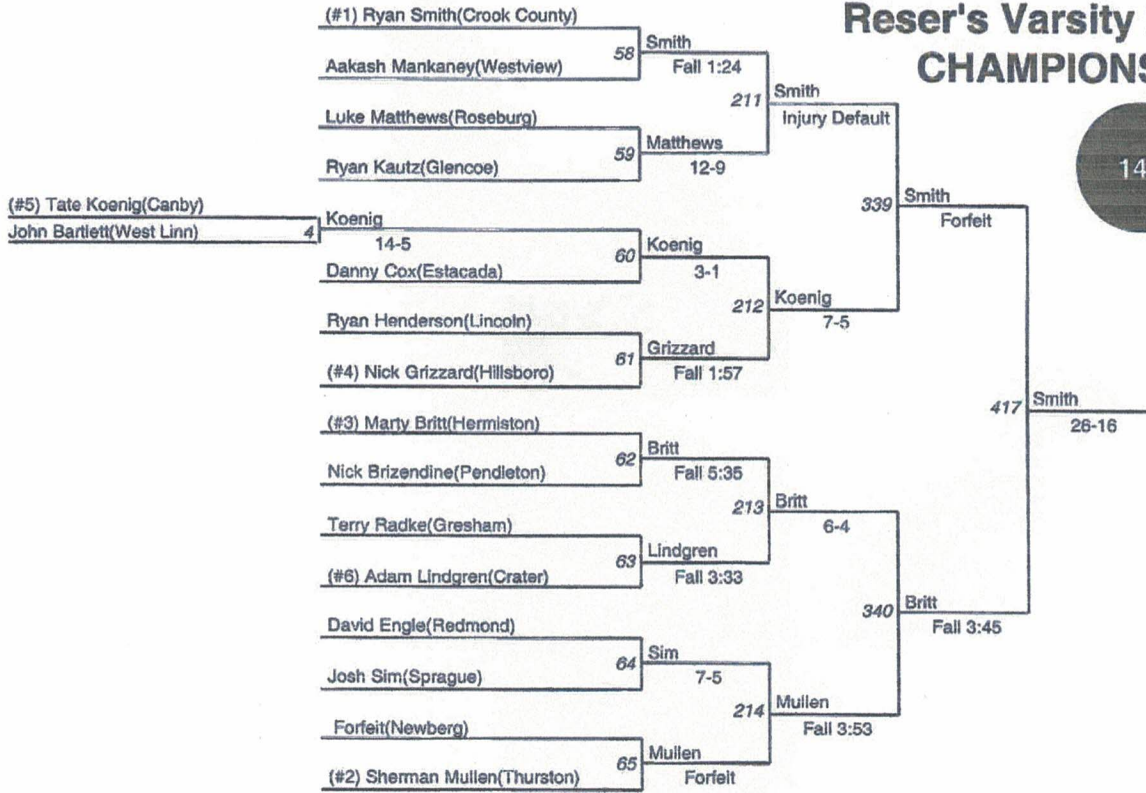 Reser's Varsity
CHAMPIONS
14
(#1) Ryan Smith(Crook County)
58
Smith
Fall 1:24
Aakash Mankaney(Westview)
211
Smith
Injury Default
Luke Matthews(Roseburg)
59
Matthews
12-9
Ryan Kautz(Glencoe)
339
Smith
Forfeit
(#5) Tate Koenig(Canby)
John Bartlett(West Linn)
4
Koenig
14-5
60
Koenig
3-1
Danny Cox(Estacada)
212
Koenig
7-5
Ryan Henderson(Lincoln)
61
Grizzard
Fall 1:57
(#4) Nick Grizzard(Hillsboro)
417
Smith
26-16
(#3) Marty Britt(Hermiston)
62
Britt
Fall 5:35
Nick Brizendine(Pendleton)
213
Britt
6-4
Terry Radke(Gresham)
63
Lindgren
Fall 3:33
(#6) Adam Lindgren(Crater)
340
Britt
Fall 3:45
David Engle(Redmond)
64
Sim
7-5
Josh Sim(Sprague)
214
Mullen
Fall 3:53
Forfeit(Newberg)
65
Mullen
Forfeit
(#2) Sherman Mullen(Thurston)